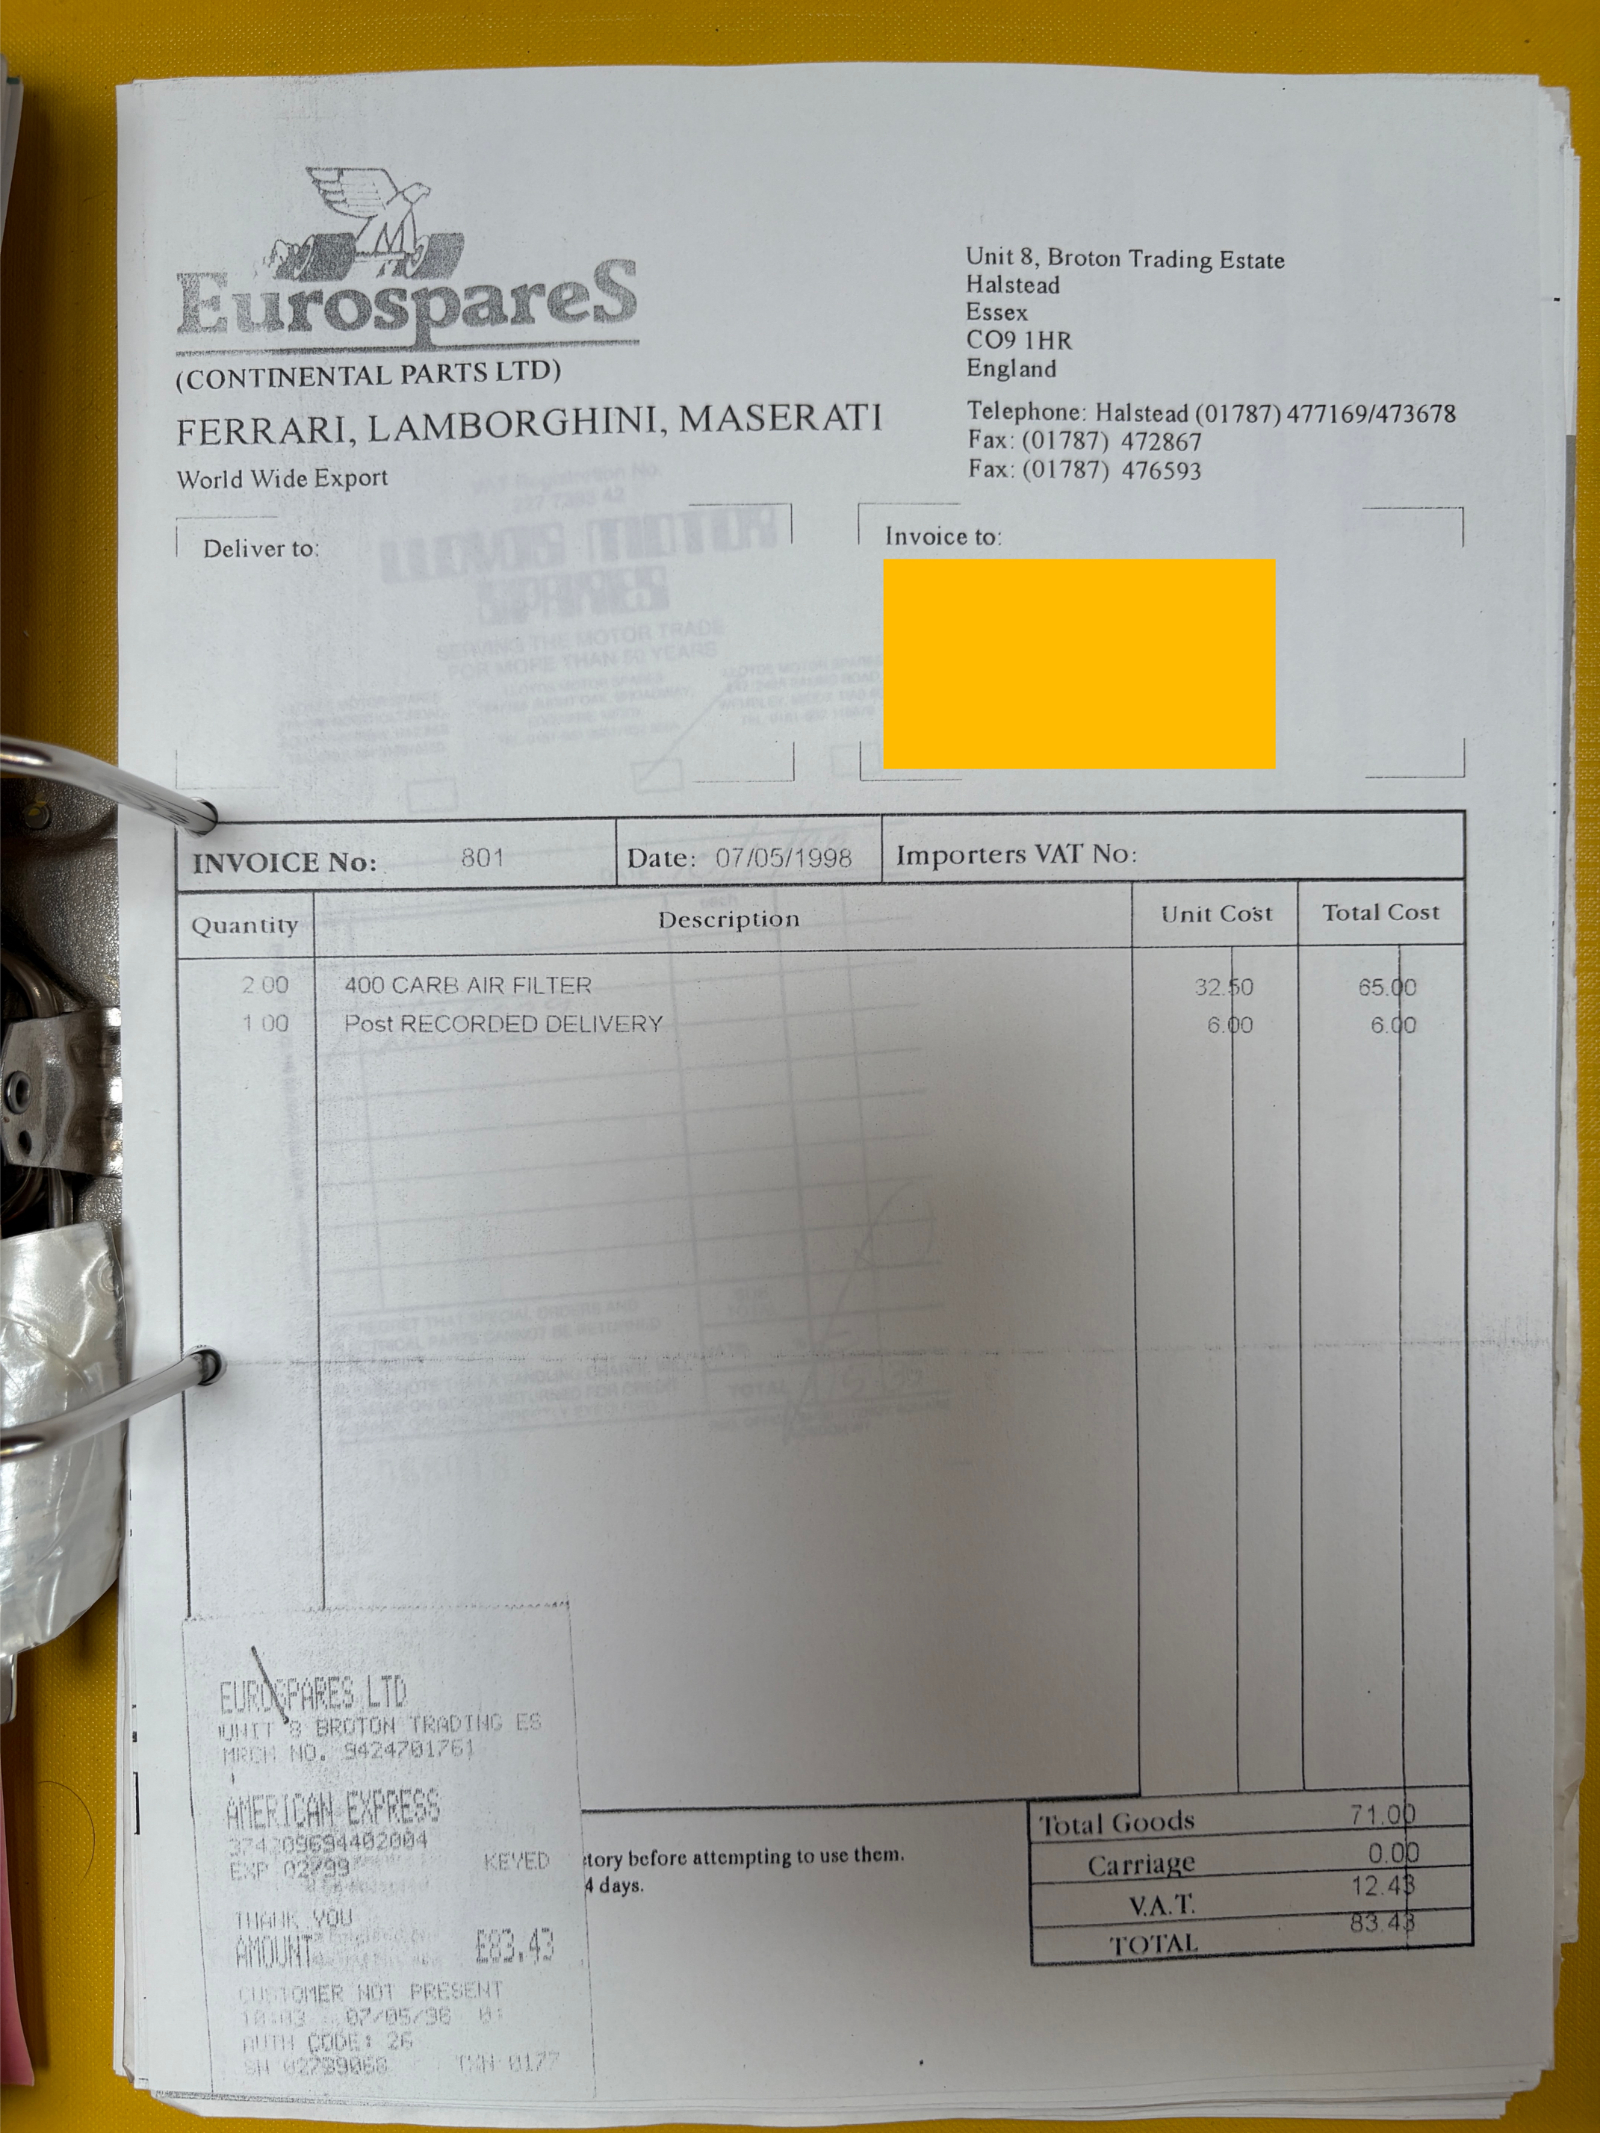 EurospareS
(CONTINENTAL PARTS LTD)
FERRARI, LAMBORGHINI, MASERATI
World Wide Export
Unit 8, Broton Trading Estate
Halstead
Essex
CO9 1HR
England
Telephone: Halstead (01787) 477169/473678
Fax: (01787) 472867
Fax: (01787) 476593
Deliver to:
Invoice to:
INVOICE No: 801 Date: 07/05/1998 Importers VAT No:
Quantity Description Unit Cost Total Cost
2.00 400 CARB AIR FILTER 32.50 65.00
1.00 Post RECORDED DELIVERY 6.00 6.00
EUROSPARES LTD
UNIT 8 BROTON TRADING ES
MRCH NO. 9424701761
AMERICAN EXPRESS
374209694402004
EXP 02/99 KEYED
THANK YOU
AMOUNT £83.43
CUSTOMER NOT PRESENT
07/05/98
AUTH CODE: 26
TXN 0177
tory before attempting to use them.
4 days.
Total Goods 71.00
Carriage 0.00
V.A.T. 12.43
TOTAL 83.43